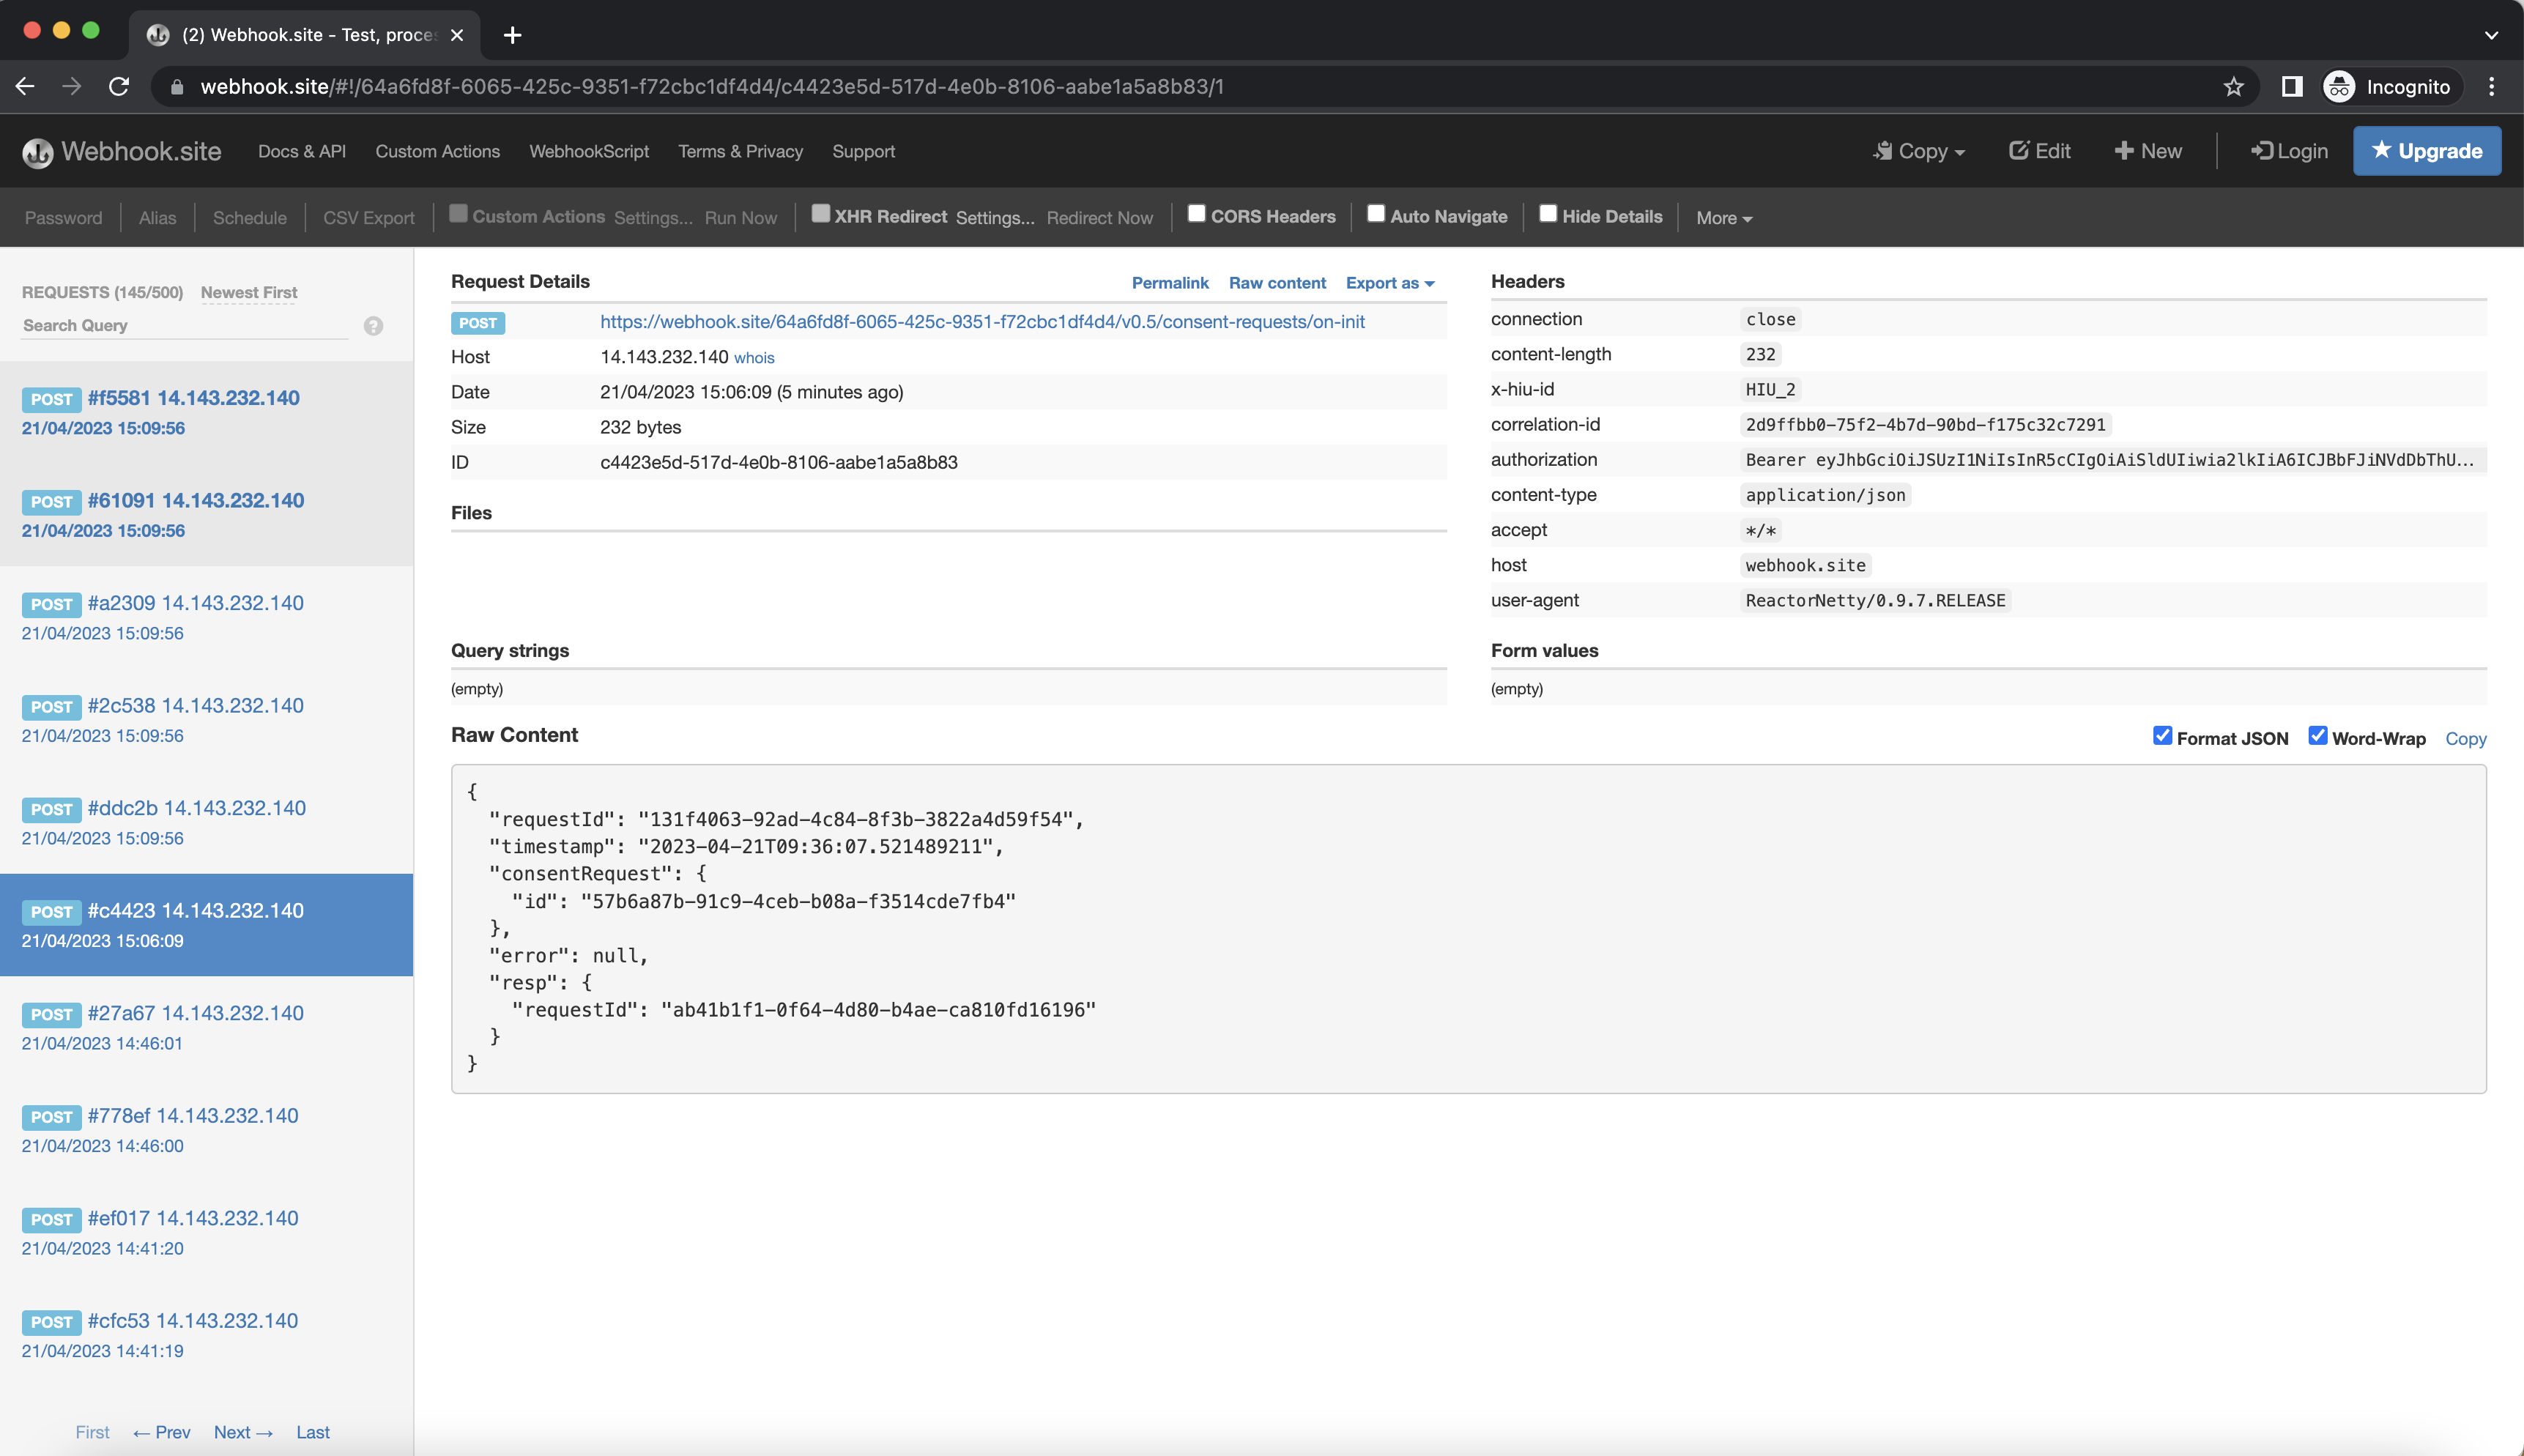 (2) Webhook.site - Test, proces
webhook.site/#!/64a6fd8f-6065-425c-9351-f72cbc1df4d4/c4423e5d-517d-4e0b-8106-aabe1a5a8b83/1
Incognito
Webhook.site Docs & API Custom Actions WebhookScript Terms & Privacy Support Copy Edit New Login Upgrade
Password Alias Schedule CSV Export Custom Actions Settings... Run Now XHR Redirect Settings... Redirect Now CORS Headers Auto Navigate Hide Details More
REQUESTS (145/500) Newest First
Search Query ?
POST #f5581 14.143.232.140
21/04/2023 15:09:56
POST #61091 14.143.232.140
21/04/2023 15:09:56
POST #a2309 14.143.232.140
21/04/2023 15:09:56
POST #2c538 14.143.232.140
21/04/2023 15:09:56
POST #ddc2b 14.143.232.140
21/04/2023 15:09:56
POST #c4423 14.143.232.140
21/04/2023 15:06:09
POST #27a67 14.143.232.140
21/04/2023 14:46:01
POST #778ef 14.143.232.140
21/04/2023 14:46:00
POST #ef017 14.143.232.140
21/04/2023 14:41:20
POST #cfc53 14.143.232.140
21/04/2023 14:41:19
First ← Prev Next → Last
Request Details Permalink Raw content Export as
POST https://webhook.site/64a6fd8f-6065-425c-9351-f72cbc1df4d4/v0.5/consent-requests/on-init
Host 14.143.232.140 whois
Date 21/04/2023 15:06:09 (5 minutes ago)
Size 232 bytes
ID c4423e5d-517d-4e0b-8106-aabe1a5a8b83
Files
Headers
connection close
content-length 232
x-hiu-id HIU_2
correlation-id 2d9ffbb0-75f2-4b7d-90bd-f175c32c7291
authorization Bearer eyJhbGciOiJSUzI1NiIsInR5cCIgOiAiSldUIiwia2lkIiA6ICJBbFJiNVdDbThU...
content-type application/json
accept */*
host webhook.site
user-agent ReactorNetty/0.9.7.RELEASE
Query strings
(empty)
Form values
(empty)
Raw Content Format JSON Word-Wrap Copy
{
"requestId": "131f4063-92ad-4c84-8f3b-3822a4d59f54",
"timestamp": "2023-04-21T09:36:07.521489211",
"consentRequest": {
"id": "57b6a87b-91c9-4ceb-b08a-f3514cde7fb4"
},
"error": null,
"resp": {
"requestId": "ab41b1f1-0f64-4d80-b4ae-ca810fd16196"
}
}